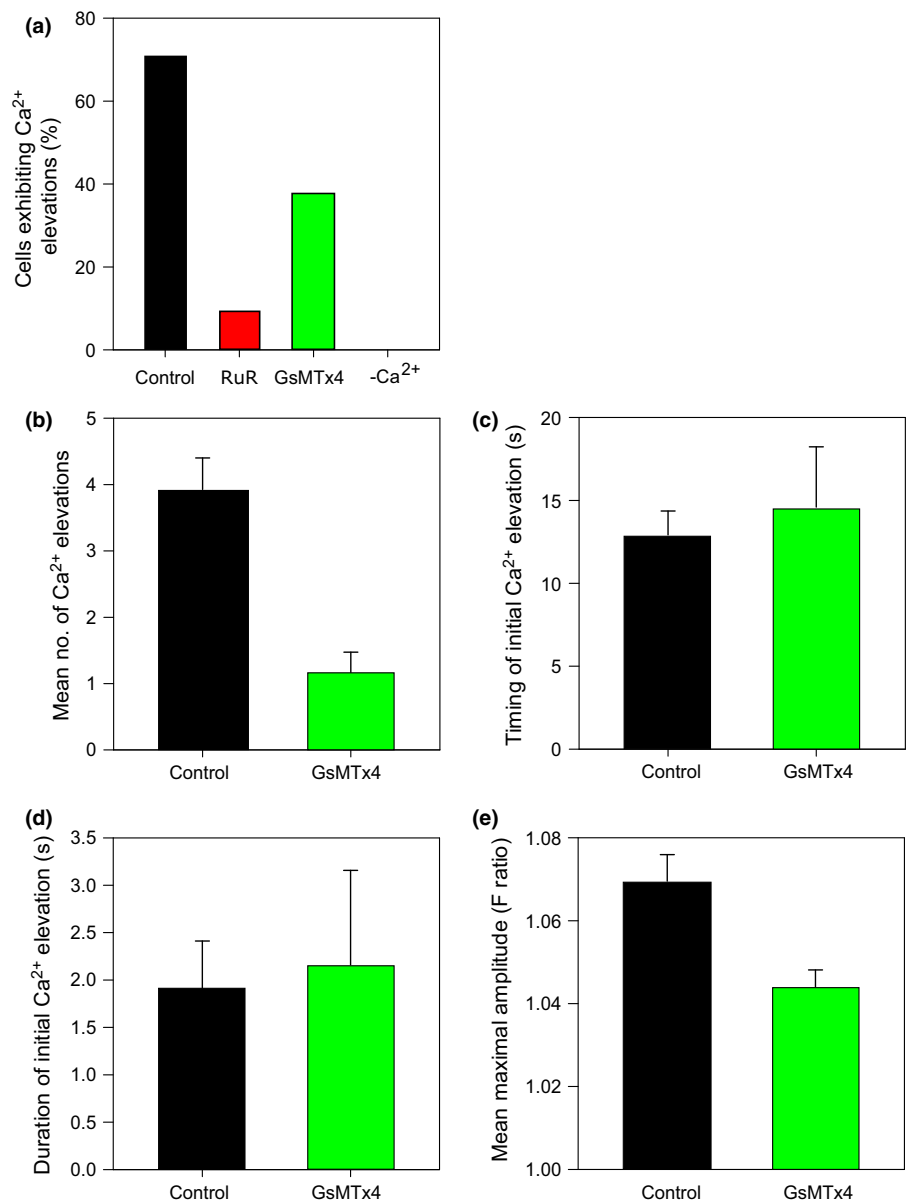 (a)
Cells exhibiting Ca²⁺
elevations (%)
80
60
40
20
0
Control RuR GsMTx4 -Ca²⁺
(b)
Mean no. of Ca²⁺ elevations
5
4
3
2
1
0
Control GsMTx4
(c)
Timing of initial Ca²⁺ elevation (s)
20
15
10
5
0
Control GsMTx4
(d)
Duration of initial Ca²⁺ elevation (s)
3.5
3.0
2.5
2.0
1.5
1.0
0.5
0.0
Control GsMTx4
(e)
Mean maximal amplitude (F ratio)
1.08
1.06
1.04
1.02
1.00
Control GsMTx4